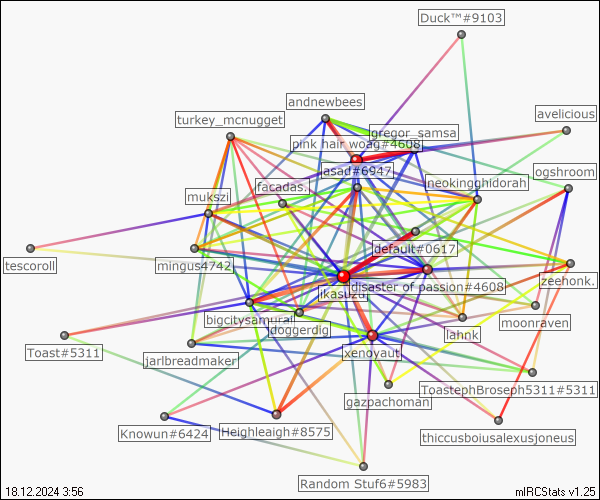 Duck™#9103
andnewbees
turkey_mcnugget
avelicious
gregor_samsa
pink hair woag#4608
asad#6947
ogshroom
neokingghidorah
facadas.
mukszi
default#0617
tescoroll
mingus4742
disaster of passion#4608
zeehonk.
ikasuzu
bigcitysamurai
doggerdig
lahnk
moonraven
Toast#5311
jarlbreadmaker
xenoyaut
ToastephBroseph5311#5311
gazpachoman
Knowun#6424
Heighleaigh#8575
thiccusboiusalexusjoneus
Random Stuf6#5983
18.12.2024 3:56
mIRCStats v1.25